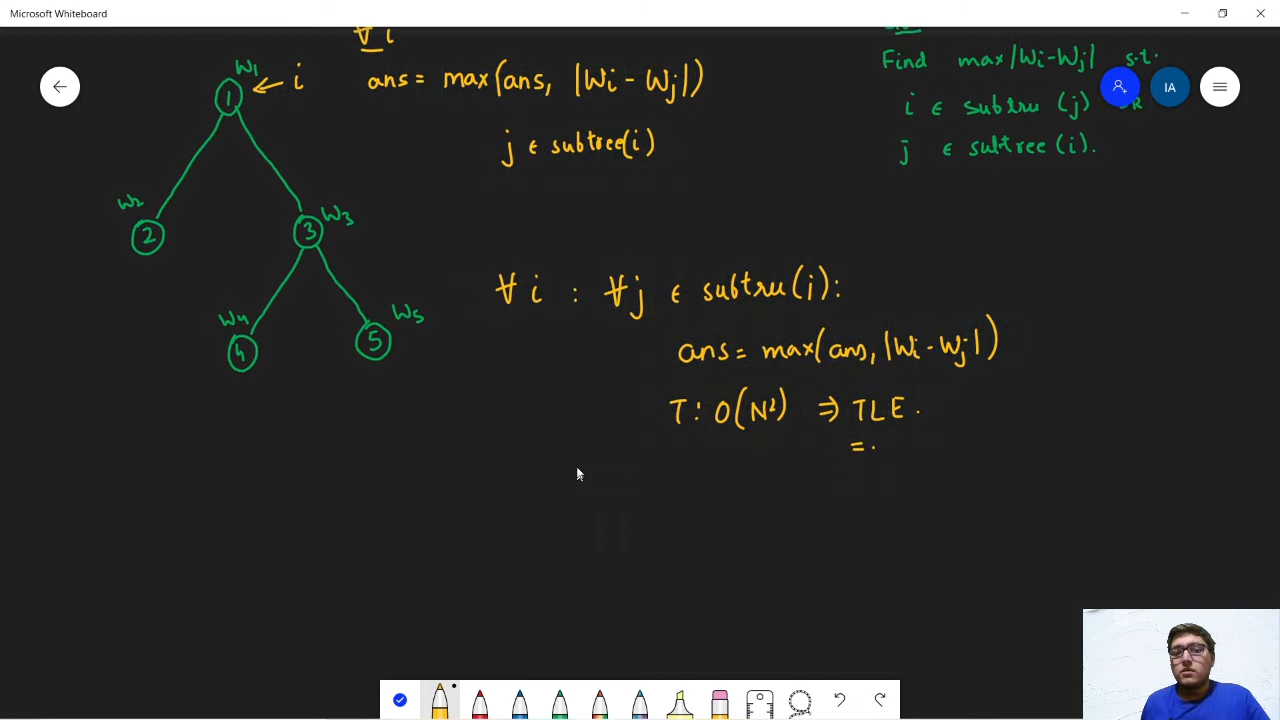 Microsoft Whiteboard
∀ i
ans = max(ans, |Wi - Wj|)
j ∈ subtree(i)
Find max|Wi-Wj| s.t.
i ∈ subtree (j)
j ∈ subtree (i).
IA
W1
1
i
W2
2
W3
3
W4
4
W5
5
∀ i : ∀ j ∈ subtree(i):
ans = max(ans, |Wi - Wj|)
T: O(N²) ⇒ TLE.